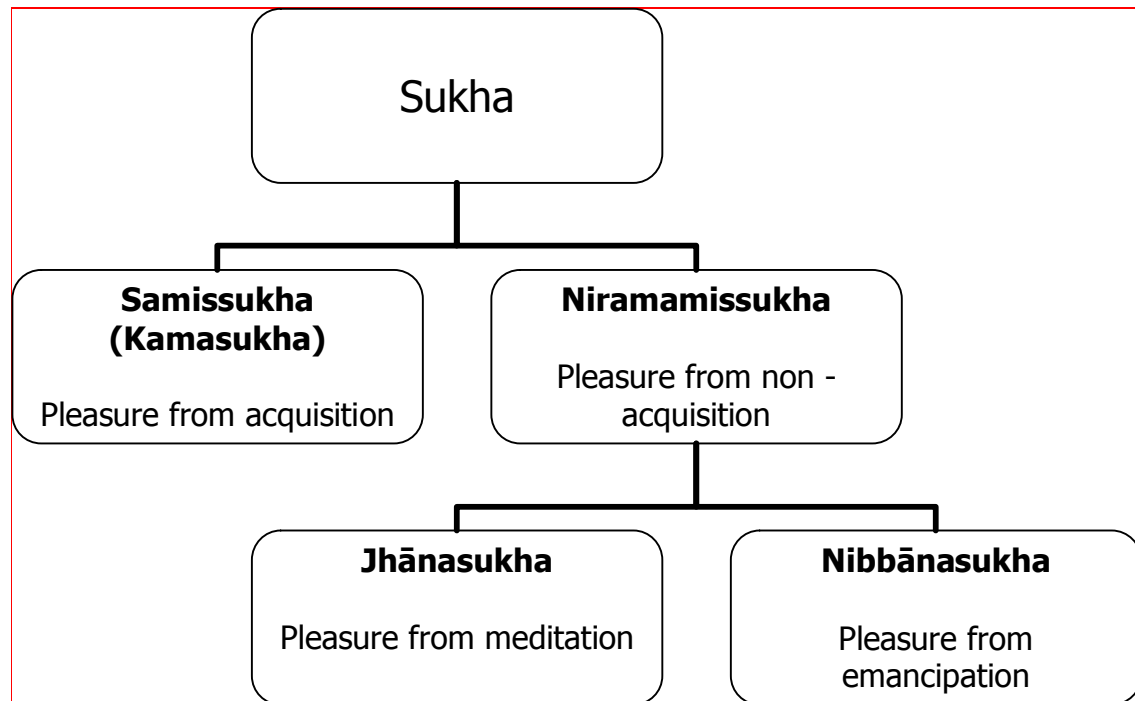 Sukha
Samissukha
(Kamasukha)
Pleasure from acquisition
Niramamissukha
Pleasure from non -
acquisition
Jhānasukha
Pleasure from meditation
Nibbānasukha
Pleasure from
emancipation